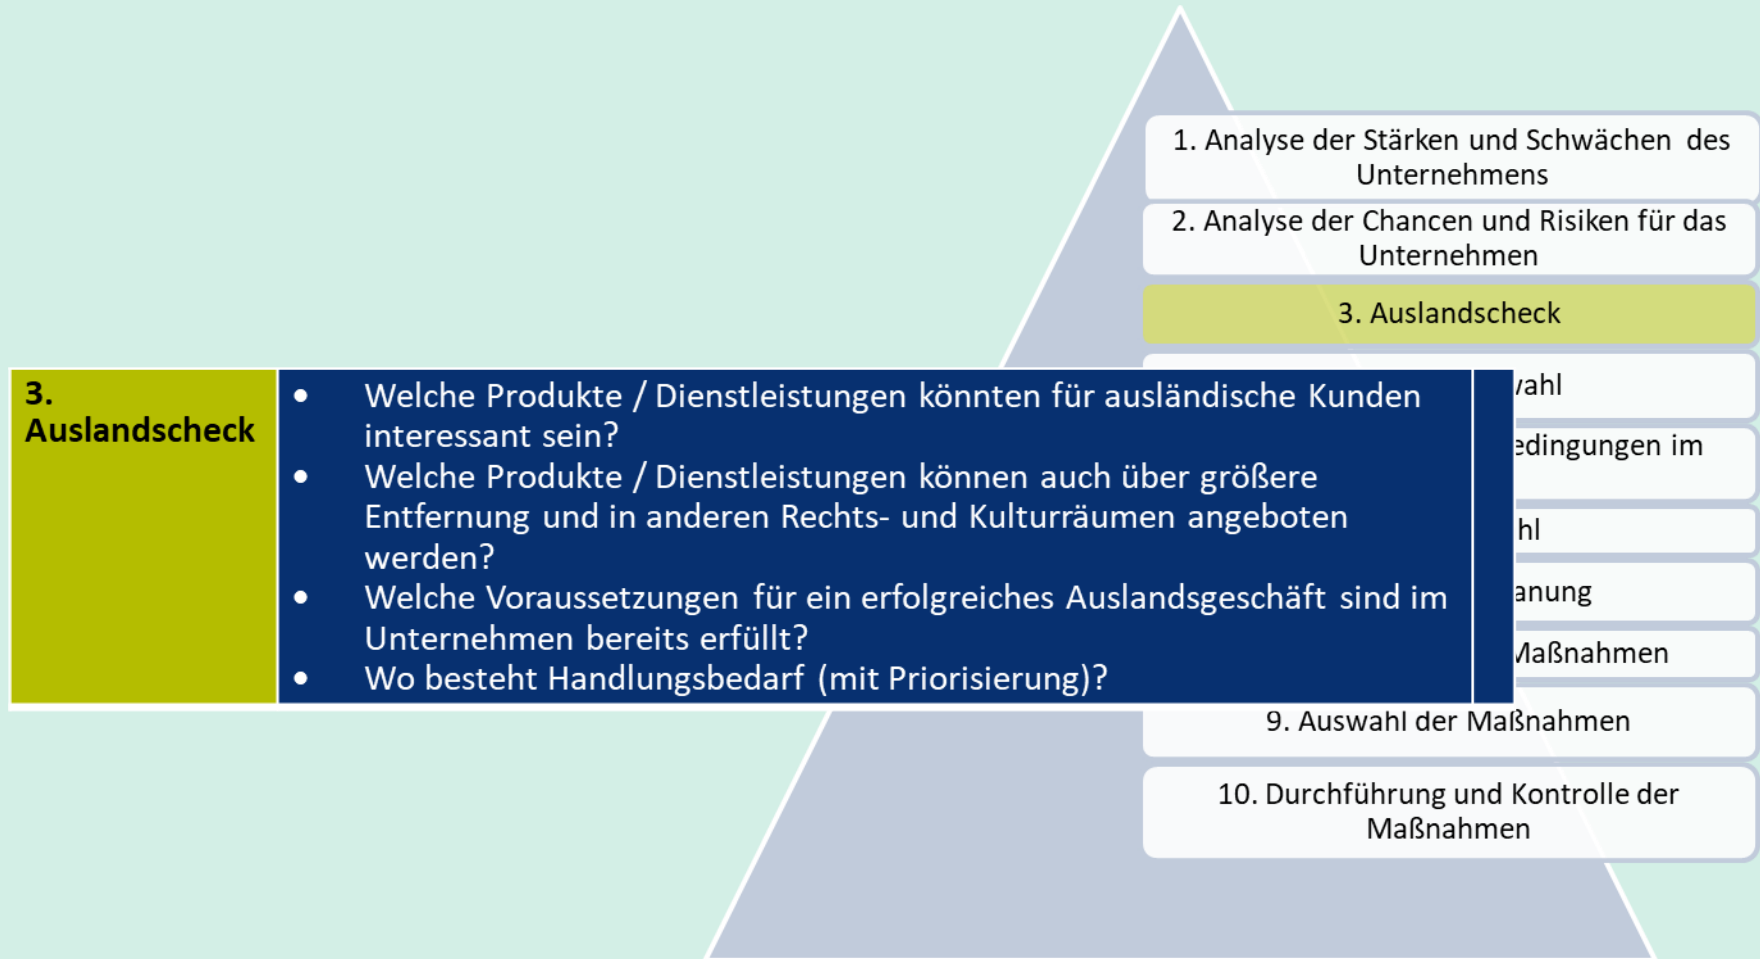 1. Analyse der Stärken und Schwächen des
Unternehmens
2. Analyse der Chancen und Risiken für das
Unternehmen
3. Auslandscheck
3.
Auslandscheck
• Welche Produkte / Dienstleistungen könnten für ausländische Kunden
interessant sein?
• Welche Produkte / Dienstleistungen können auch über größere
Entfernung und in anderen Rechts- und Kulturräumen angeboten
werden?
• Welche Voraussetzungen für ein erfolgreiches Auslandsgeschäft sind im
Unternehmen bereits erfüllt?
• Wo besteht Handlungsbedarf (mit Priorisierung)?
im
Maßnahmen
9. Auswahl der Maßnahmen
10. Durchführung und Kontrolle der
Maßnahmen